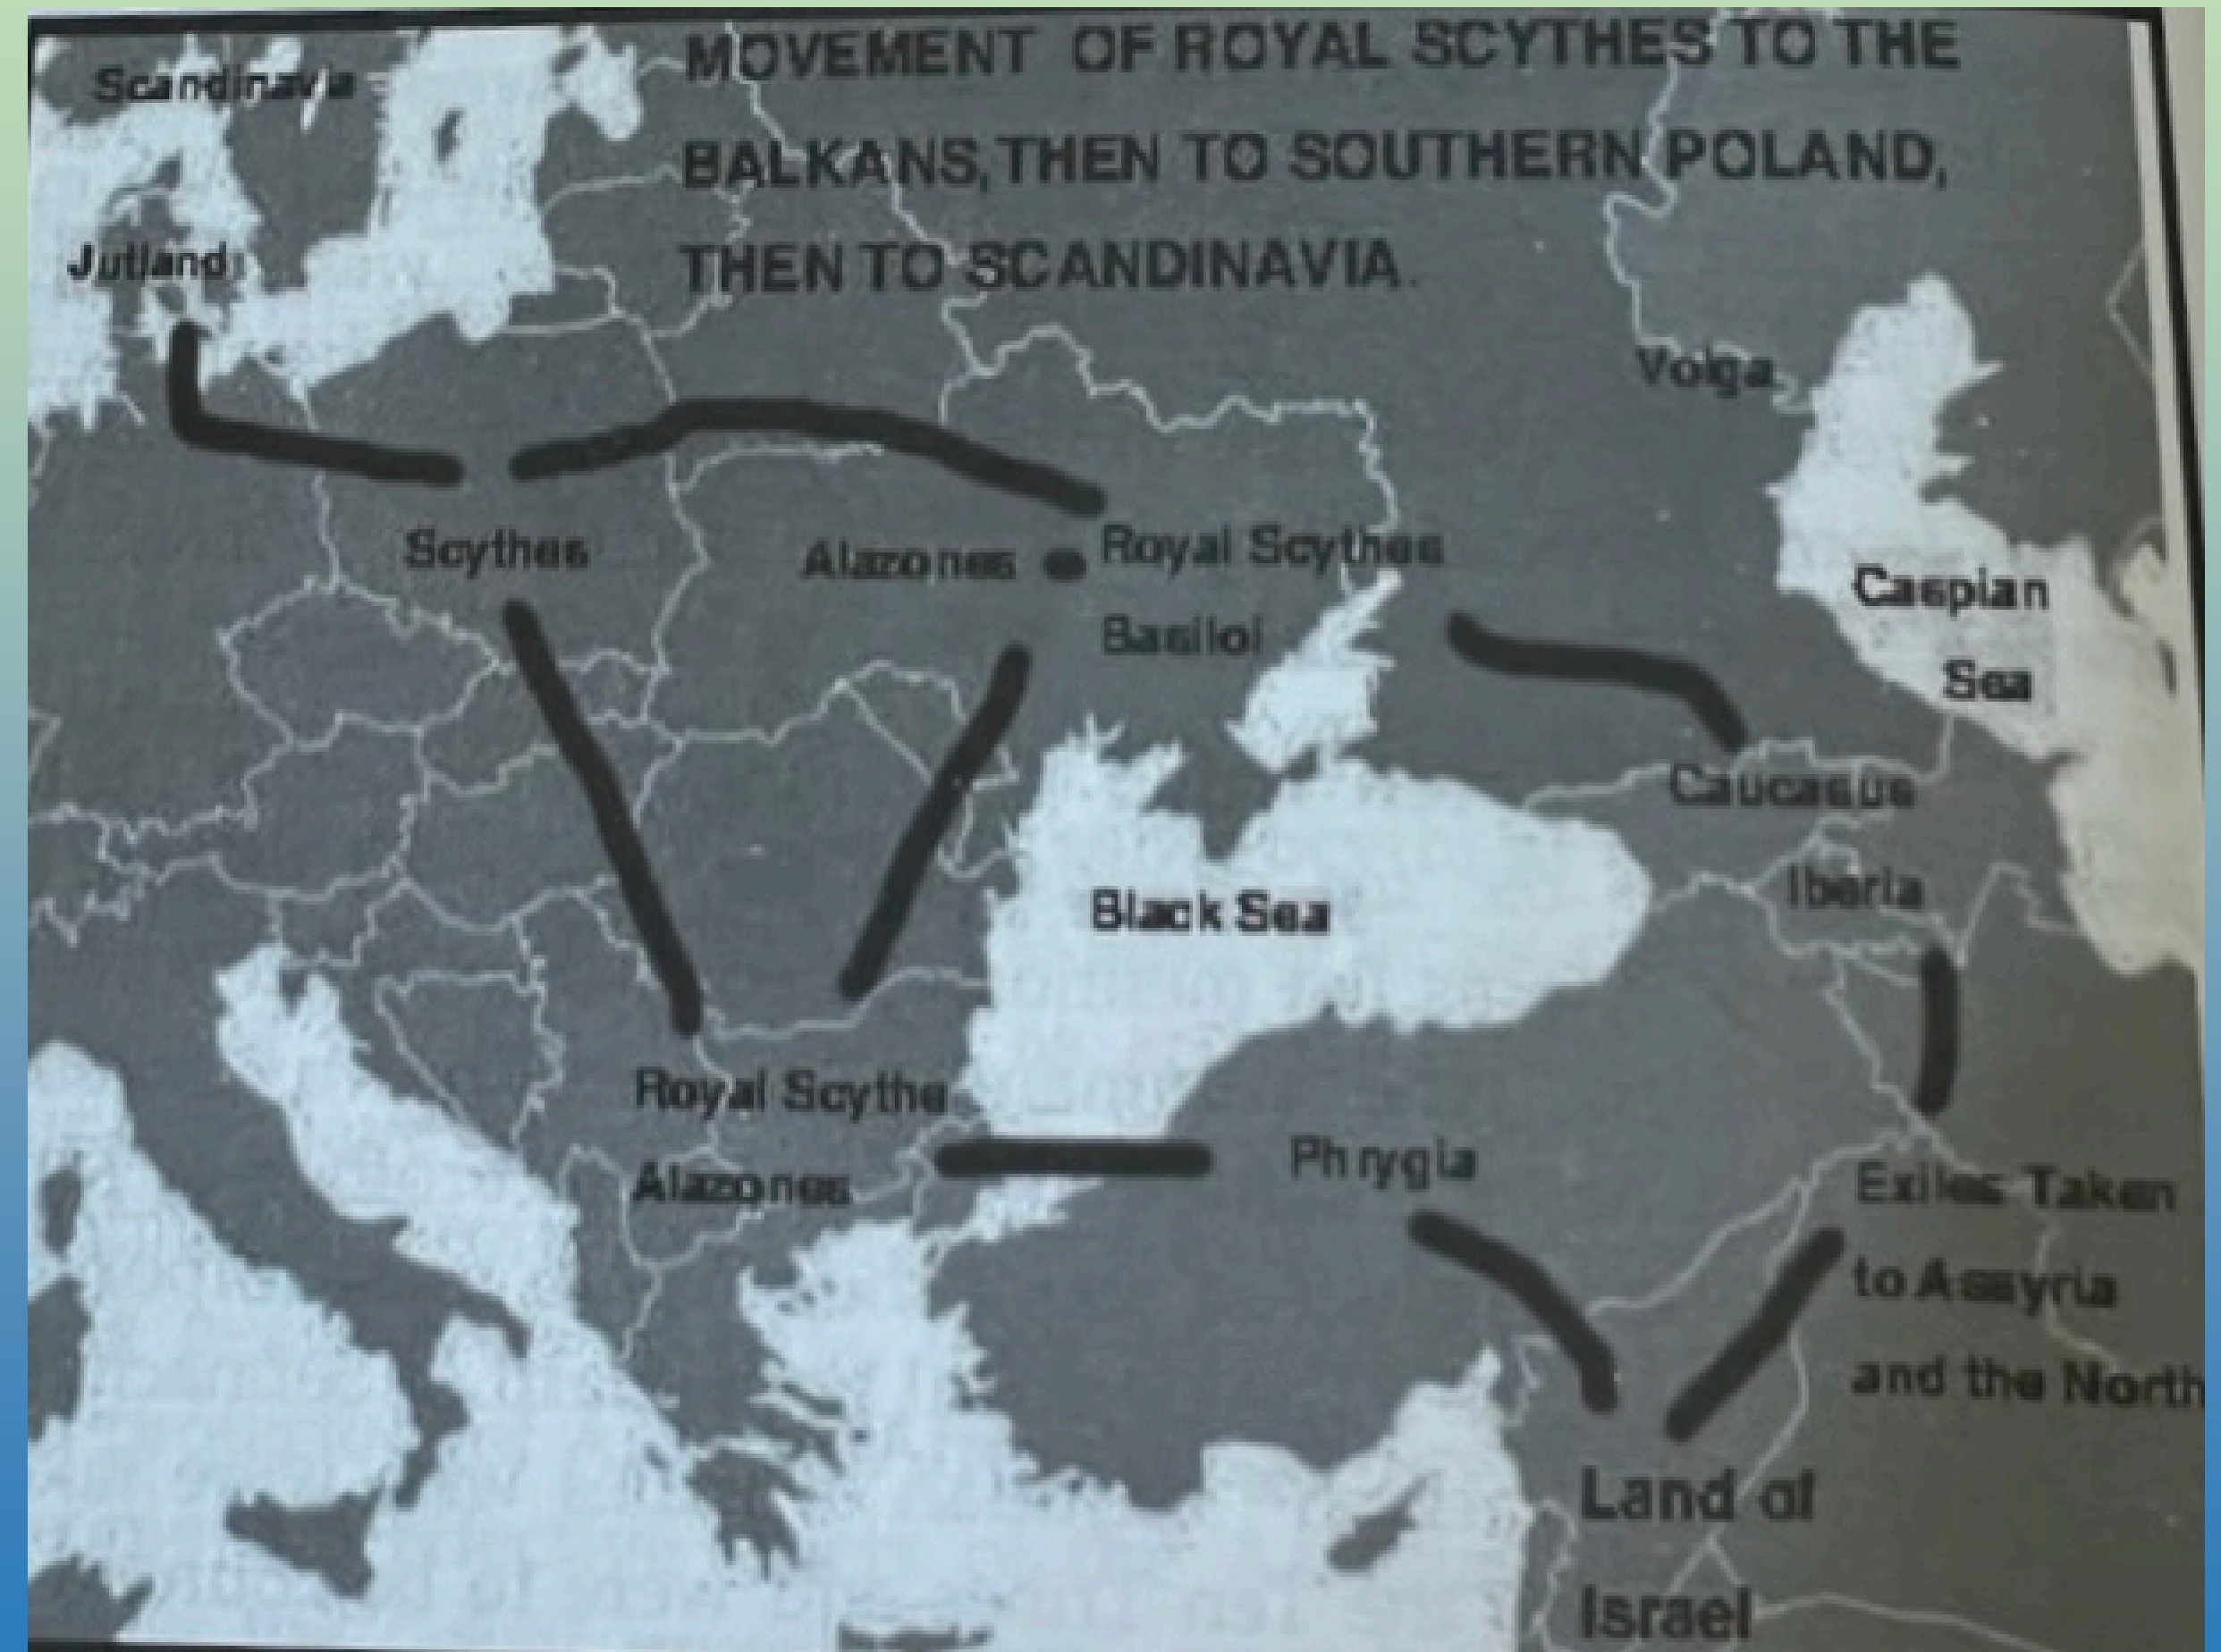 MOVEMENT OF ROYAL SCYTHES TO THE
BALKANS, THEN TO SOUTHERN POLAND,
THEN TO SCANDINAVIA.
Scandinavia
Jutland
Volga
Scythes
Alazones
Royal Scythes
Basiloi
Caspian
Sea
Caucasus
Iberia
Black Sea
Royal Scythe
Alazones
Phrygia
Exiles Taken
to Assyria
and the North
Land of
Israel